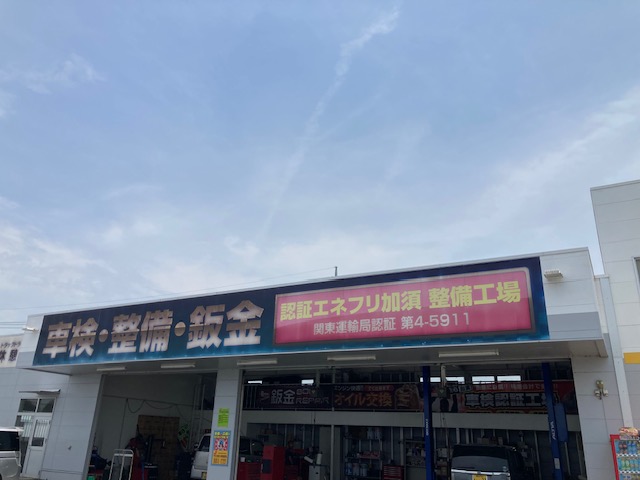 車検・整備・鈑金
認証エネフリ加須 整備工場
関東運輸局認証 第4-5911
鈑金
REPAIR
オイル交換
車検認証工場